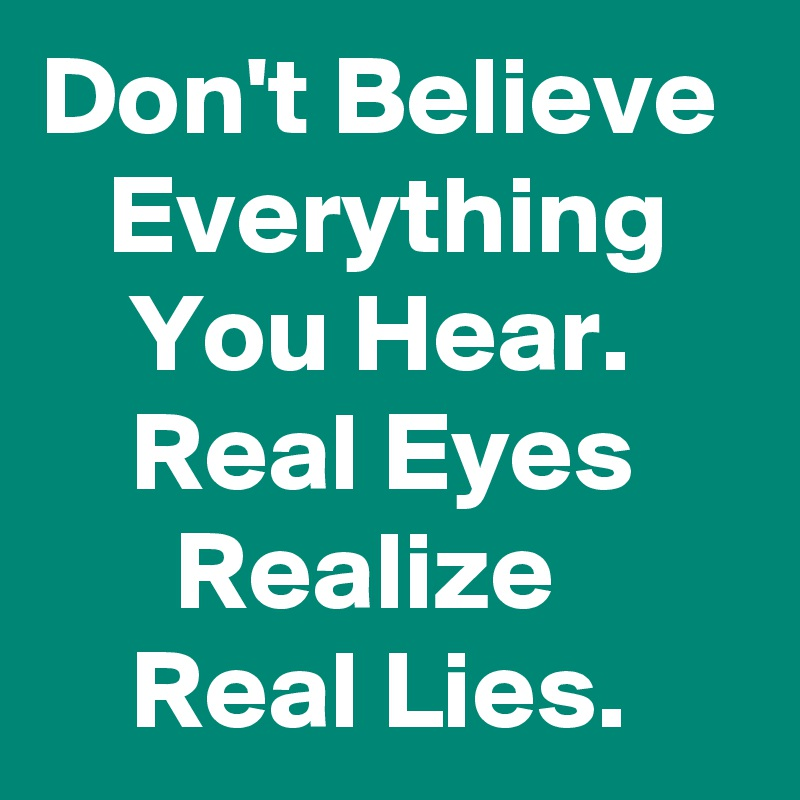 Don't Believe
Everything
You Hear.
Real Eyes
Realize
Real Lies.